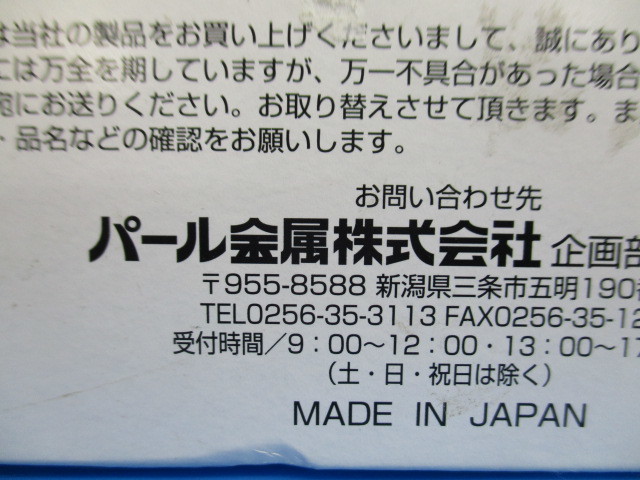 は当社の製品をお買い上げくださいまして、誠にあり
には万全を期していますが、万一不具合があった場合
宛にお送りください。お取り替えさせて頂きます。ま
品名などの確認をお願いします。
お問い合わせ先
パール金属株式会社 企画部
〒955-8588 新潟県三条市五明190番
TEL0256-35-3113 FAX0256-35-12
受付時間／9：00〜12：00・13：00〜17
（土・日・祝日は除く）
MADE IN JAPAN